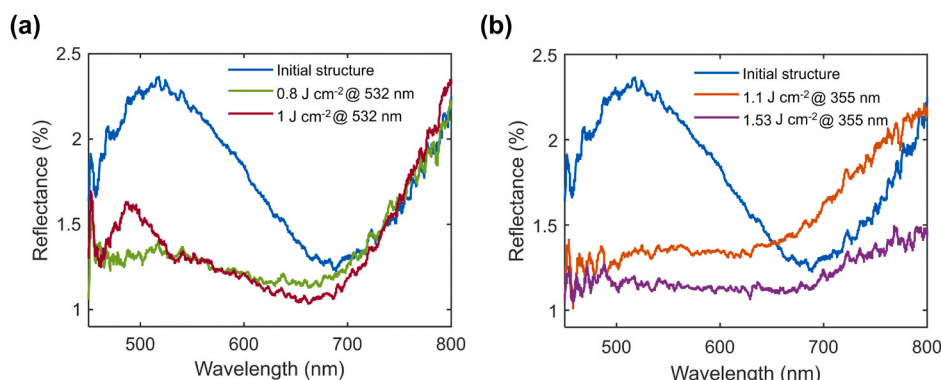 (a)
2.5
2
1.5
1
Reflectance (%)
Initial structure
0.8 J cm⁻²@ 532 nm
1 J cm⁻²@ 532 nm
500
600
700
800
Wavelength (nm)
(b)
2.5
2
1.5
1
Reflectance (%)
Initial structure
1.1 J cm⁻²@ 355 nm
1.53 J cm⁻²@ 355 nm
500
600
700
800
Wavelength (nm)